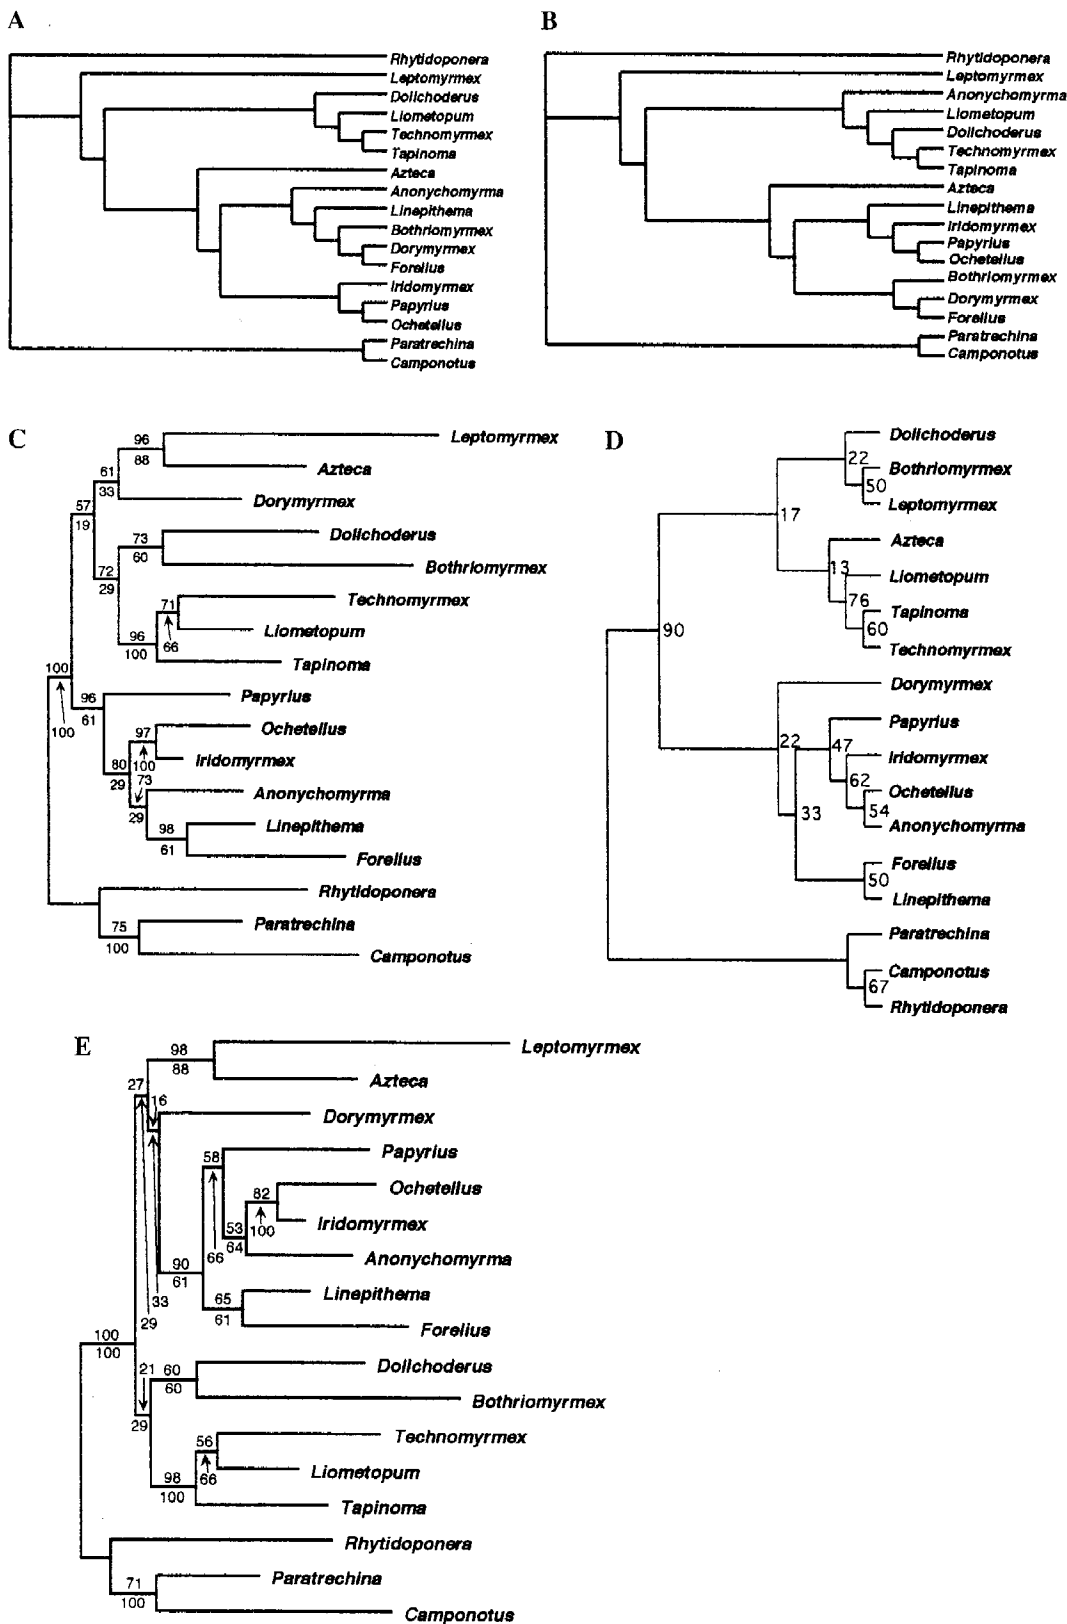 A
Rhytidoponera
Leptomyrmex
Dolichoderus
Liometopum
Technomyrmex
Tapinoma
Azteca
Anonychomyrma
Linepithema
Bothriomyrmex
Dorymyrmex
Forelius
Iridomyrmex
Papyrius
Ochetellus
Paratrechina
Camponotus
B
Rhytidoponera
Leptomyrmex
Anonychomyrma
Liometopum
Dolichoderus
Technomyrmex
Tapinoma
Azteca
Linepithema
Iridomyrmex
Papyrius
Ochetellus
Bothriomyrmex
Dorymyrmex
Forelius
Paratrechina
Camponotus
C
96
88
Leptomyrmex
Azteca
61
33
Dorymyrmex
57
19
73
60
Dolichoderus
Bothriomyrmex
72
29
71
66
Technomyrmex
Liometopum
96
100
Tapinoma
100
100
96
61
Papyrius
97
100
Ochetellus
Iridomyrmex
80
29
73
29
Anonychomyrma
98
61
Linepithema
Forelius
Rhytidoponera
75
100
Paratrechina
Camponotus
D
Dolichoderus
22
Bothriomyrmex
50
Leptomyrmex
17
Azteca
13
Liometopum
76
Tapinoma
60
Technomyrmex
90
Dorymyrmex
22
Papyrius
47
Iridomyrmex
62
Ochetellus
54
Anonychomyrma
33
Forelius
50
Linepithema
Paratrechina
Camponotus
67
Rhytidoponera
E
98
88
Leptomyrmex
Azteca
27
16
Dorymyrmex
58
66
Papyrius
82
100
Ochetellus
Iridomyrmex
53
64
Anonychomyrma
90
61
33
29
65
61
Linepithema
Forelius
100
100
21
29
60
60
Dolichoderus
Bothriomyrmex
56
66
Technomyrmex
Liometopum
98
100
Tapinoma
Rhytidoponera
71
100
Paratrechina
Camponotus